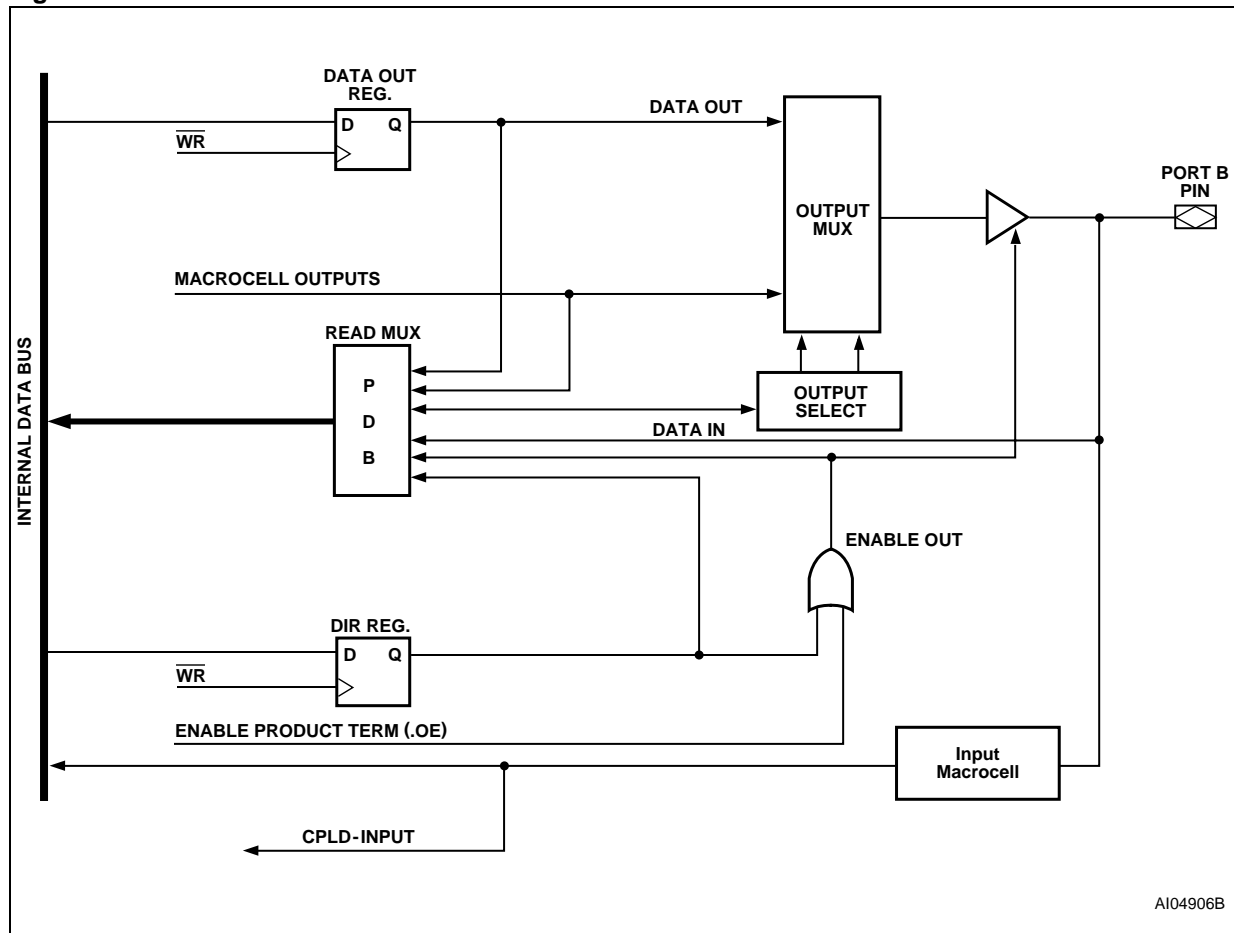 DATA OUT
REG.
D Q
WR
DATA OUT
OUTPUT
MUX
PORT B
PIN
MACROCELL OUTPUTS
READ MUX
P
D
B
OUTPUT
SELECT
DATA IN
INTERNAL DATA BUS
ENABLE OUT
DIR REG.
D Q
WR
ENABLE PRODUCT TERM (.OE)
Input
Macrocell
CPLD-INPUT
AI04906B